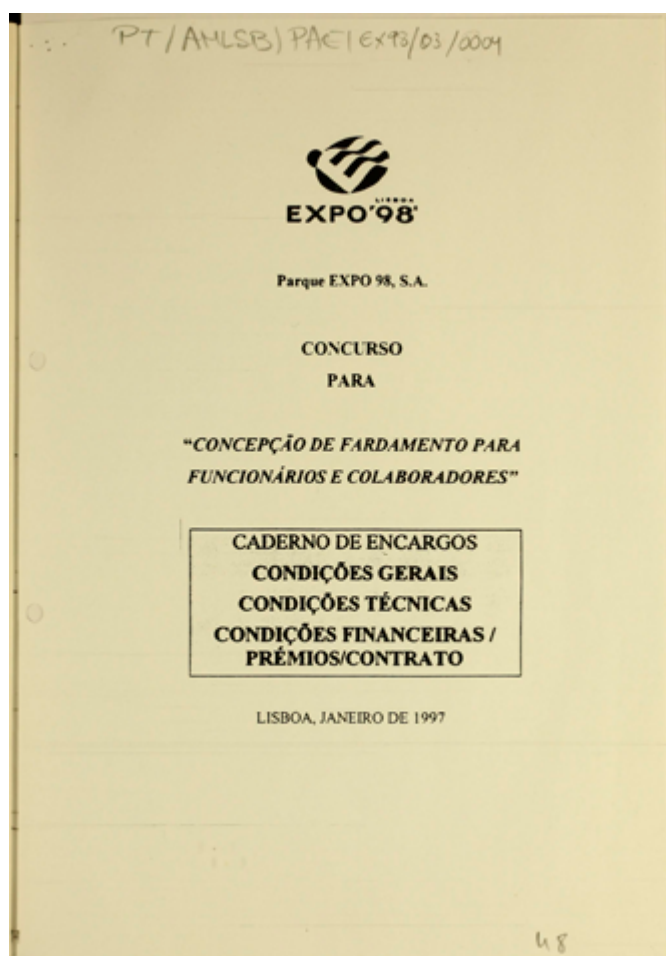 PT/AMLSB/PAE/EX98/03/0004
LISBOA
EXPO'98
Parque EXPO 98, S.A.
CONCURSO
PARA
“CONCEPÇÃO DE FARDAMENTO PARA
FUNCIONÁRIOS E COLABORADORES”
CADERNO DE ENCARGOS
CONDIÇÕES GERAIS
CONDIÇÕES TÉCNICAS
CONDIÇÕES FINANCEIRAS /
PRÉMIOS/CONTRATO
LISBOA, JANEIRO DE 1997
48